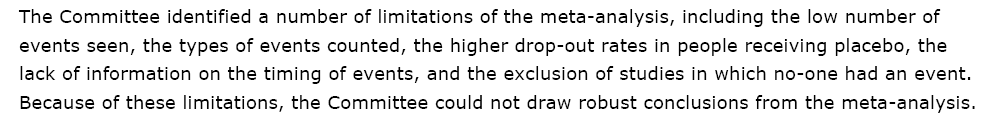 The Committee identified a number of limitations of the meta-analysis, including the low number of
events seen, the types of events counted, the higher drop-out rates in people receiving placebo, the
lack of information on the timing of events, and the exclusion of studies in which no-one had an event.
Because of these limitations, the Committee could not draw robust conclusions from the meta-analysis.